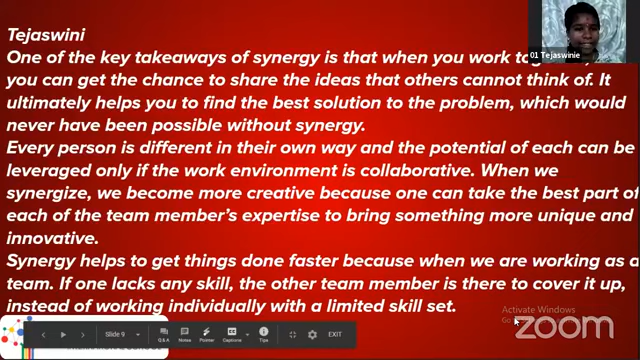 Tejaswini
01 Tejaswinie
One of the key takeaways of synergy is that when you work
you can get the chance to share the ideas that others cannot think of. It
ultimately helps you to find the best solution to the problem, which would
never have been possible without synergy.
Every person is different in their own way and the potential of each can be
leveraged only if the work environment is collaborative. When we
synergize, we become more creative because one can take the best part of
each of the team member's expertise to bring something more unique and
innovative.
Synergy helps to get things done faster because when we are working as a
team. If one lacks any skill, the other team member is there to cover it up,
instead of working individually with a limited skill set.
Activate Windows
zoom
Slide 9
Q & A
Notes
Pointer
Captions
Tips
EXIT